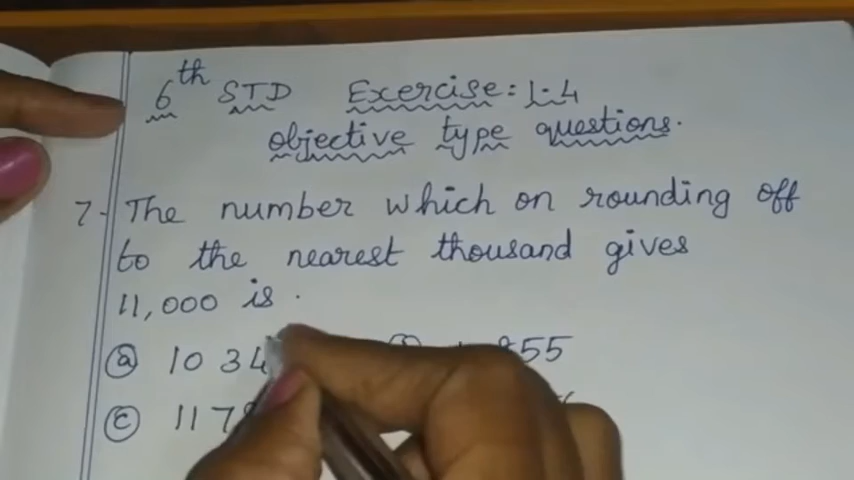 6th STD Exercise: 1.4
objective type questions.
7. The number which on rounding off
to the nearest thousand gives
11,000 is.
(a) 10 34
(c) 117